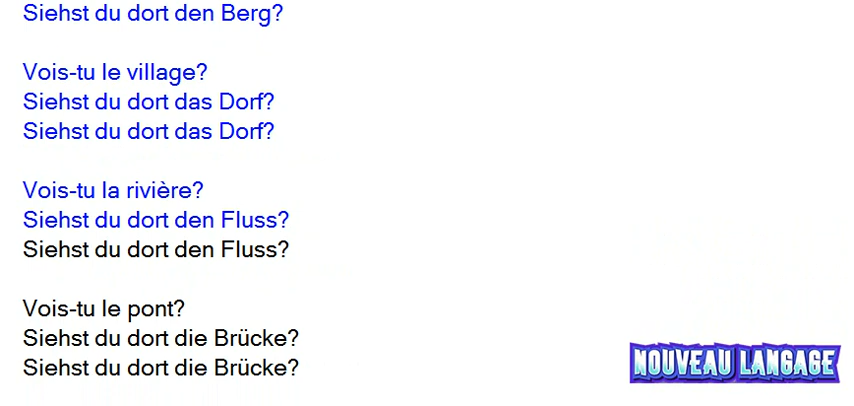 Siehst du dort den Berg?
Vois-tu le village?
Siehst du dort das Dorf?
Siehst du dort das Dorf?
Vois-tu la rivière?
Siehst du dort den Fluss?
Siehst du dort den Fluss?
Vois-tu le pont?
Siehst du dort die Brücke?
Siehst du dort die Brücke?
NOUVEAU LANGAGE